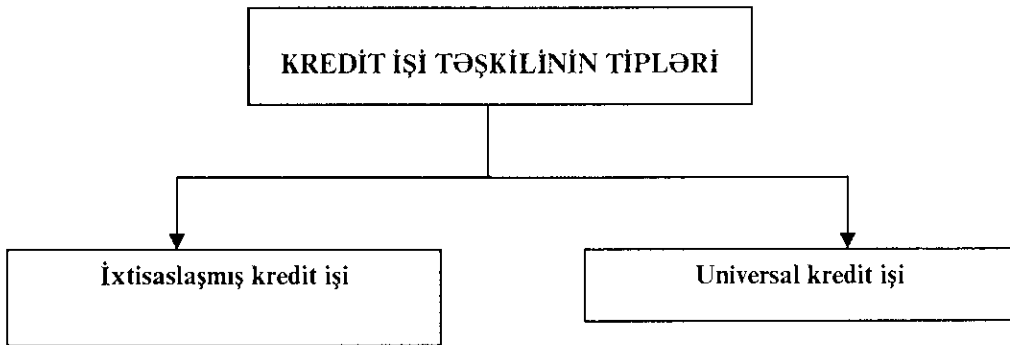 KREDİT İŞİ TƏŞKİLİNİN TİPLƏRİ
İxtisaslaşmış kredit işi
Universal kredit işi